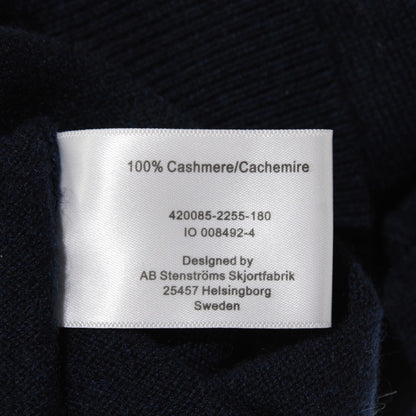 100% Cashmere/Cachemire
420085-2255-180
IO 008492-4
Designed by
AB Stenströms Skjortfabrik
25457 Helsingborg
Sweden